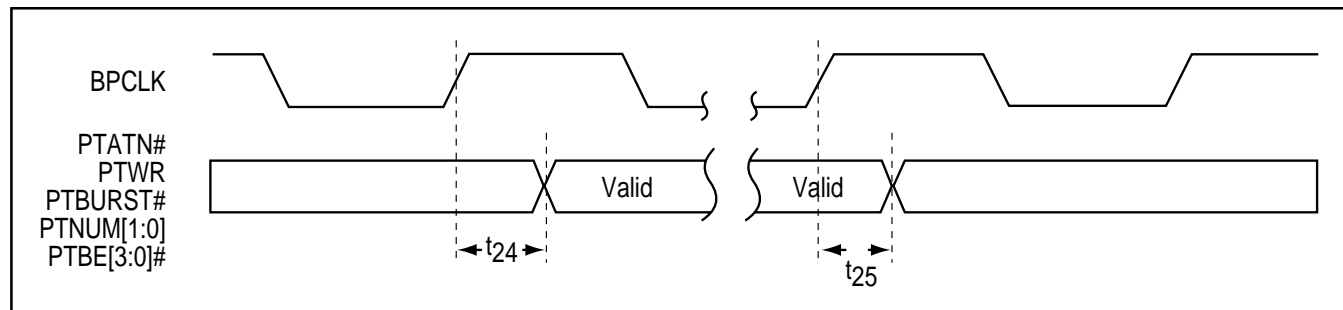 BPCLK
PTATN#
PTWR
PTBURST#
PTNUM[1:0]
PTBE[3:0]#
Valid
Valid
t24
t25